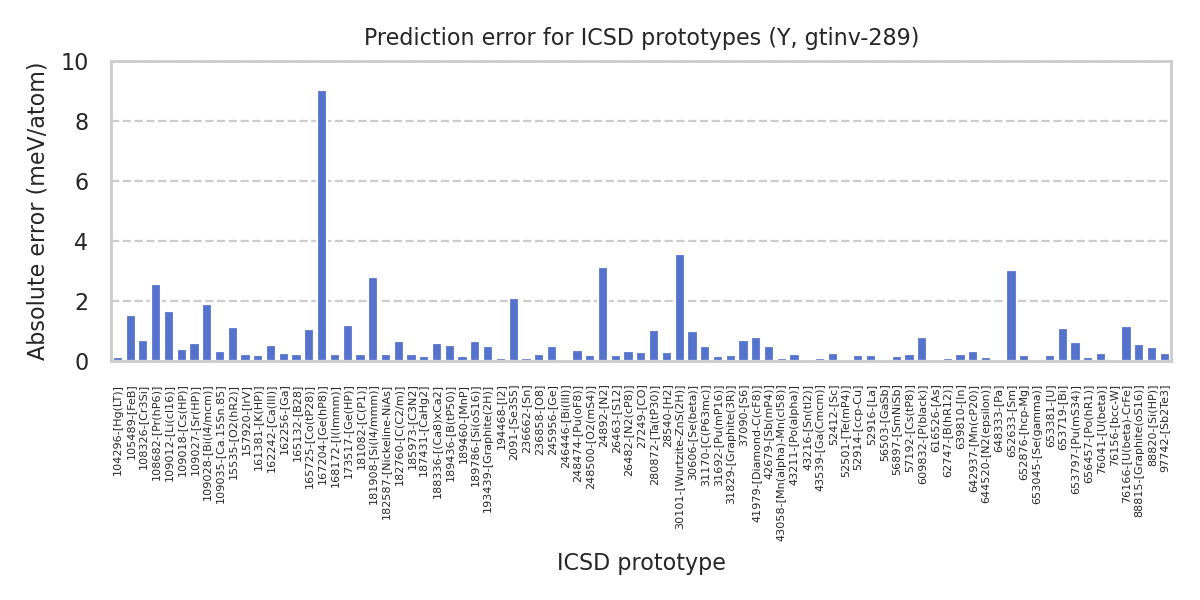 Prediction error for ICSD prototypes (Y, gtinv-289)
Absolute error (meV/atom)
10
8
6
4
2
0
104296-[Hg(LT)]
105489-[FeB]
108326-[Cr3Si]
108682-[Pr(hP6)]
109012-[Li(cI16)]
109018-[Cs(HP)]
109027-[Sr(HP)]
109028-[Bi(I4/mcm)]
109035-[Ca.15Sn.85]
15535-[O2(hR2)]
157920-[IrV]
161381-[K(HP)]
162242-[Ca(III)]
162256-[Ga]
165132-[B28]
165725-[Co(tP28)]
167204-[Ge(hP8)]
168172-[I(Immm)]
173517-[Ge(HP)]
181082-[C(P1)]
181908-[Si(I4/mmm)]
182587-[Nickeline-NiAs]
182760-[C(C2/m)]
185973-[C3N2]
187431-[CaHg2]
188336-[(Ca8)xCa2]
189436-[B(tP50)]
189460-[MnP]
189786-[Si(oS16)]
193439-[Graphite(2H)]
194468-[I2]
2091-[Se3S5]
236662-[Sn]
236858-[O8]
245956-[Ge]
246446-[Bi(III)]
248474-[Pu(oF8)]
248500-[O2(mS4)]
24892-[N2]
26463-[S12]
26482-[N2(cP8)]
27249-[CO]
280872-[Ta(tP30)]
28540-[H2]
30101-[Wurtzite-ZnS(2H)]
30606-[Se(beta)]
31170-[C(P63mc)]
31692-[Pu(mP16)]
31829-[Graphite(3R)]
37090-[S6]
41979-[Diamond-C(cF8)]
42679-[Sb(mP4)]
43058-[Mn(alpha)-Mn(cI58)]
43211-[Po(alpha)]
43216-[Sn(tI2)]
43539-[Ga(Cmcm)]
52412-[Sc]
52501-[Te(mP4)]
52914-[ccp-Cu]
52916-[La]
56503-[GaSb]
56897-[SmNiSb]
57192-[Cs(tP8)]
609832-[P(black)]
616526-[As]
62747-[B(hR12)]
639810-[In]
642937-[Mn(cP20)]
644520-[N2(epsilon)]
648333-[Pa]
652633-[Sm]
652876-[hcp-Mg]
653045-[Se(gamma)]
653381-[U]
653719-[Bi]
653797-[Pu(mS34)]
656457-[Po(hR1)]
76041-[U(beta)]
76156-[bcc-W]
76166-[U(beta)-CrFe]
88815-[Graphite(oS16)]
88820-[Si(HP)]
97742-[Sb2Te3]
ICSD prototype